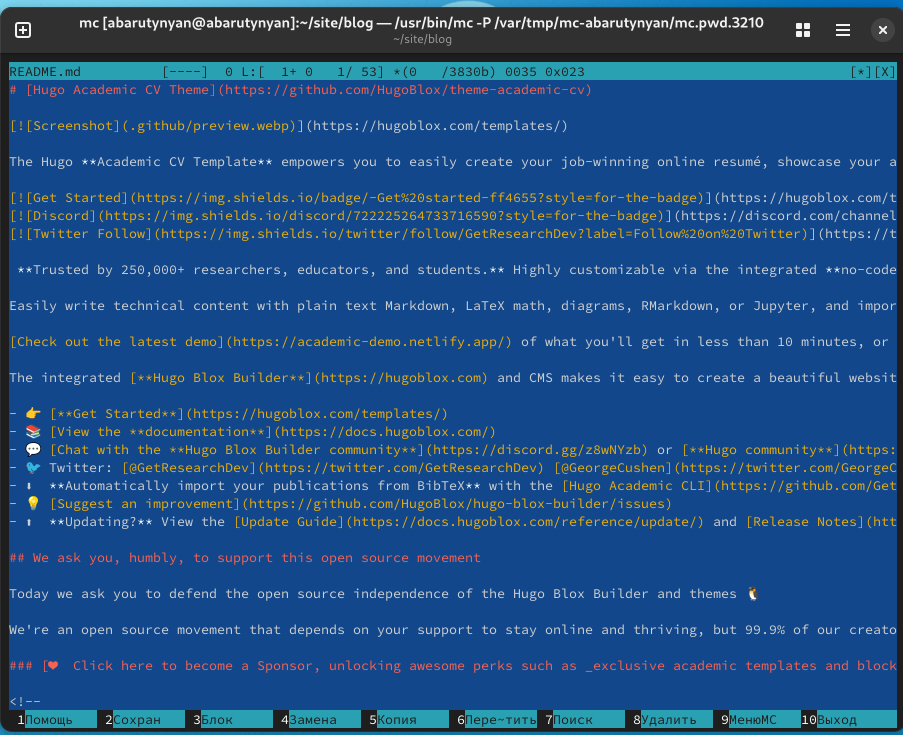 mc [abarutynyan@abarutynyan]:~/site/blog — /usr/bin/mc -P /var/tmp/mc-abarutynyan/mc.pwd.3210
~/site/blog
README.md [----] 0 L:[ 1+ 0 1/ 53] *(0 /3830b) 0035 0x023 [*][X]
# [Hugo Academic CV Theme](https://github.com/HugoBlox/theme-academic-cv)
[![Screenshot](.github/preview.webp)](https://hugoblox.com/templates/)
The Hugo **Academic CV Template** empowers you to easily create your job-winning online resumé, showcase your a
[![Get Started](https://img.shields.io/badge/-Get%20started-ff4655?style=for-the-badge)](https://hugoblox.com/t
[![Discord](https://img.shields.io/discord/722225264733716590?style=for-the-badge)](https://discord.com/channel
[![Twitter Follow](https://img.shields.io/twitter/follow/GetResearchDev?label=Follow%20on%20Twitter)](https://t
**Trusted by 250,000+ researchers, educators, and students.** Highly customizable via the integrated **no-code
Easily write technical content with plain text Markdown, LaTeX math, diagrams, RMarkdown, or Jupyter, and impor
[Check out the latest demo](https://academic-demo.netlify.app/) of what you'll get in less than 10 minutes, or
The integrated [**Hugo Blox Builder**](https://hugoblox.com) and CMS makes it easy to create a beautiful websit
- 👉 [**Get Started**](https://hugoblox.com/templates/)
- 📚 [View the **documentation**](https://docs.hugoblox.com/)
- 💬 [Chat with the **Hugo Blox Builder community**](https://discord.gg/z8wNYzb) or [**Hugo community**](https:
- 🐦 Twitter: [@GetResearchDev](https://twitter.com/GetResearchDev) [@GeorgeCushen](https://twitter.com/GeorgeC
- ⬇ **Automatically import your publications from BibTeX** with the [Hugo Academic CLI](https://github.com/Get
- 💡 [Suggest an improvement](https://github.com/HugoBlox/hugo-blox-builder/issues)
- ⬆ **Updating?** View the [Update Guide](https://docs.hugoblox.com/reference/update/) and [Release Notes](htt
## We ask you, humbly, to support this open source movement
Today we ask you to defend the open source independence of the Hugo Blox Builder and themes 🐧
We're an open source movement that depends on your support to stay online and thriving, but 99.9% of our creato
### [❤ Click here to become a Sponsor, unlocking awesome perks such as _exclusive academic templates and block
<!--
1Помощь 2Сохран 3Блок 4Замена 5Копия 6Пере~тить 7Поиск 8Удалить 9МенюMC 10Выход